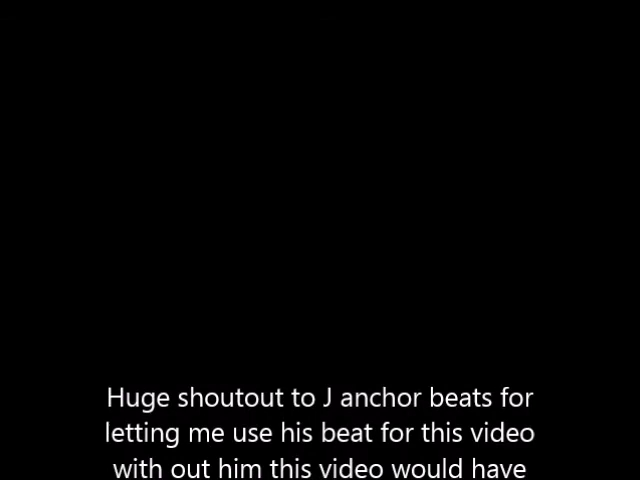 Huge shoutout to J anchor beats for
letting me use his beat for this video
with out him this video would have